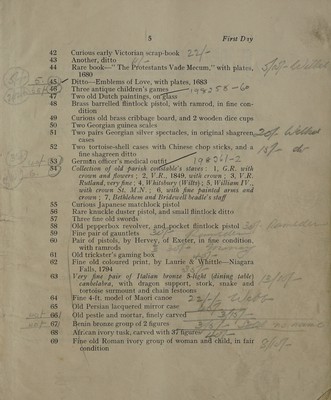 5 First Day
42 Curious early Victorian scrap-book 22/-
43 Another, ditto
44 Rare book—" The Protestants Vade Mecum," with plates,
1680
45 Ditto—Emblems of Love, with plates, 1683
46 Three antique children's games
47 Two old Dutch paintings, on glass
48 Brass barrelled flintlock pistol, with ramrod, in fine con-
dition
49 Curious old brass cribbage board, and 2 wooden dice cups
50 Two Georgian guinea scales
51 Two pairs Georgian silver spectacles, in original shagreen
cases
52 Two tortoise-shell cases with Chinese chop sticks, and a
fine shagreen ditto
53 German officer's medical outfit
54 Collection of old parish constable's staves : 1, G.R. with
crown and flowers ; 2, V.R., 1849, with crown ; 3, V.R.
Rutland, very fine ; 4, Whitsbury (Wilts) ; 5, William IV.,
with crown St. M.N. ; 6, with fine painted arms and
crown ; 7, Bethlehem and Bridewell beadle's staff
55 Curious Japanese matchlock pistol
56 Rare knuckle duster pistol, and small flintlock ditto
57 Three fine old swords
58 Old pepperbox revolver, and pocket flintlock pistol
59 Fine pair of gauntlets
60 Pair of pistols, by Hervey, of Exeter, in fine condition,
with ramrods
61 Old trickster's gaming box
62 Fine old coloured print, by Laurie & Whittle—Niagara
Falls, 1794
63 Very fine pair of Italian bronze 5-light (dining table)
candelabra, with dragon support, stork, snake and
tortoise surmount and chain festoons
64 Fine 4-ft. model of Maori canoe
65 Old Persian lacquered mirror case
66 Old pestle and mortar, finely carved
67 Benin bronze group of 2 figures
68 African ivory tusk, carved with 37 figures
69 Fine old Roman ivory group of woman and child, in fair
condition